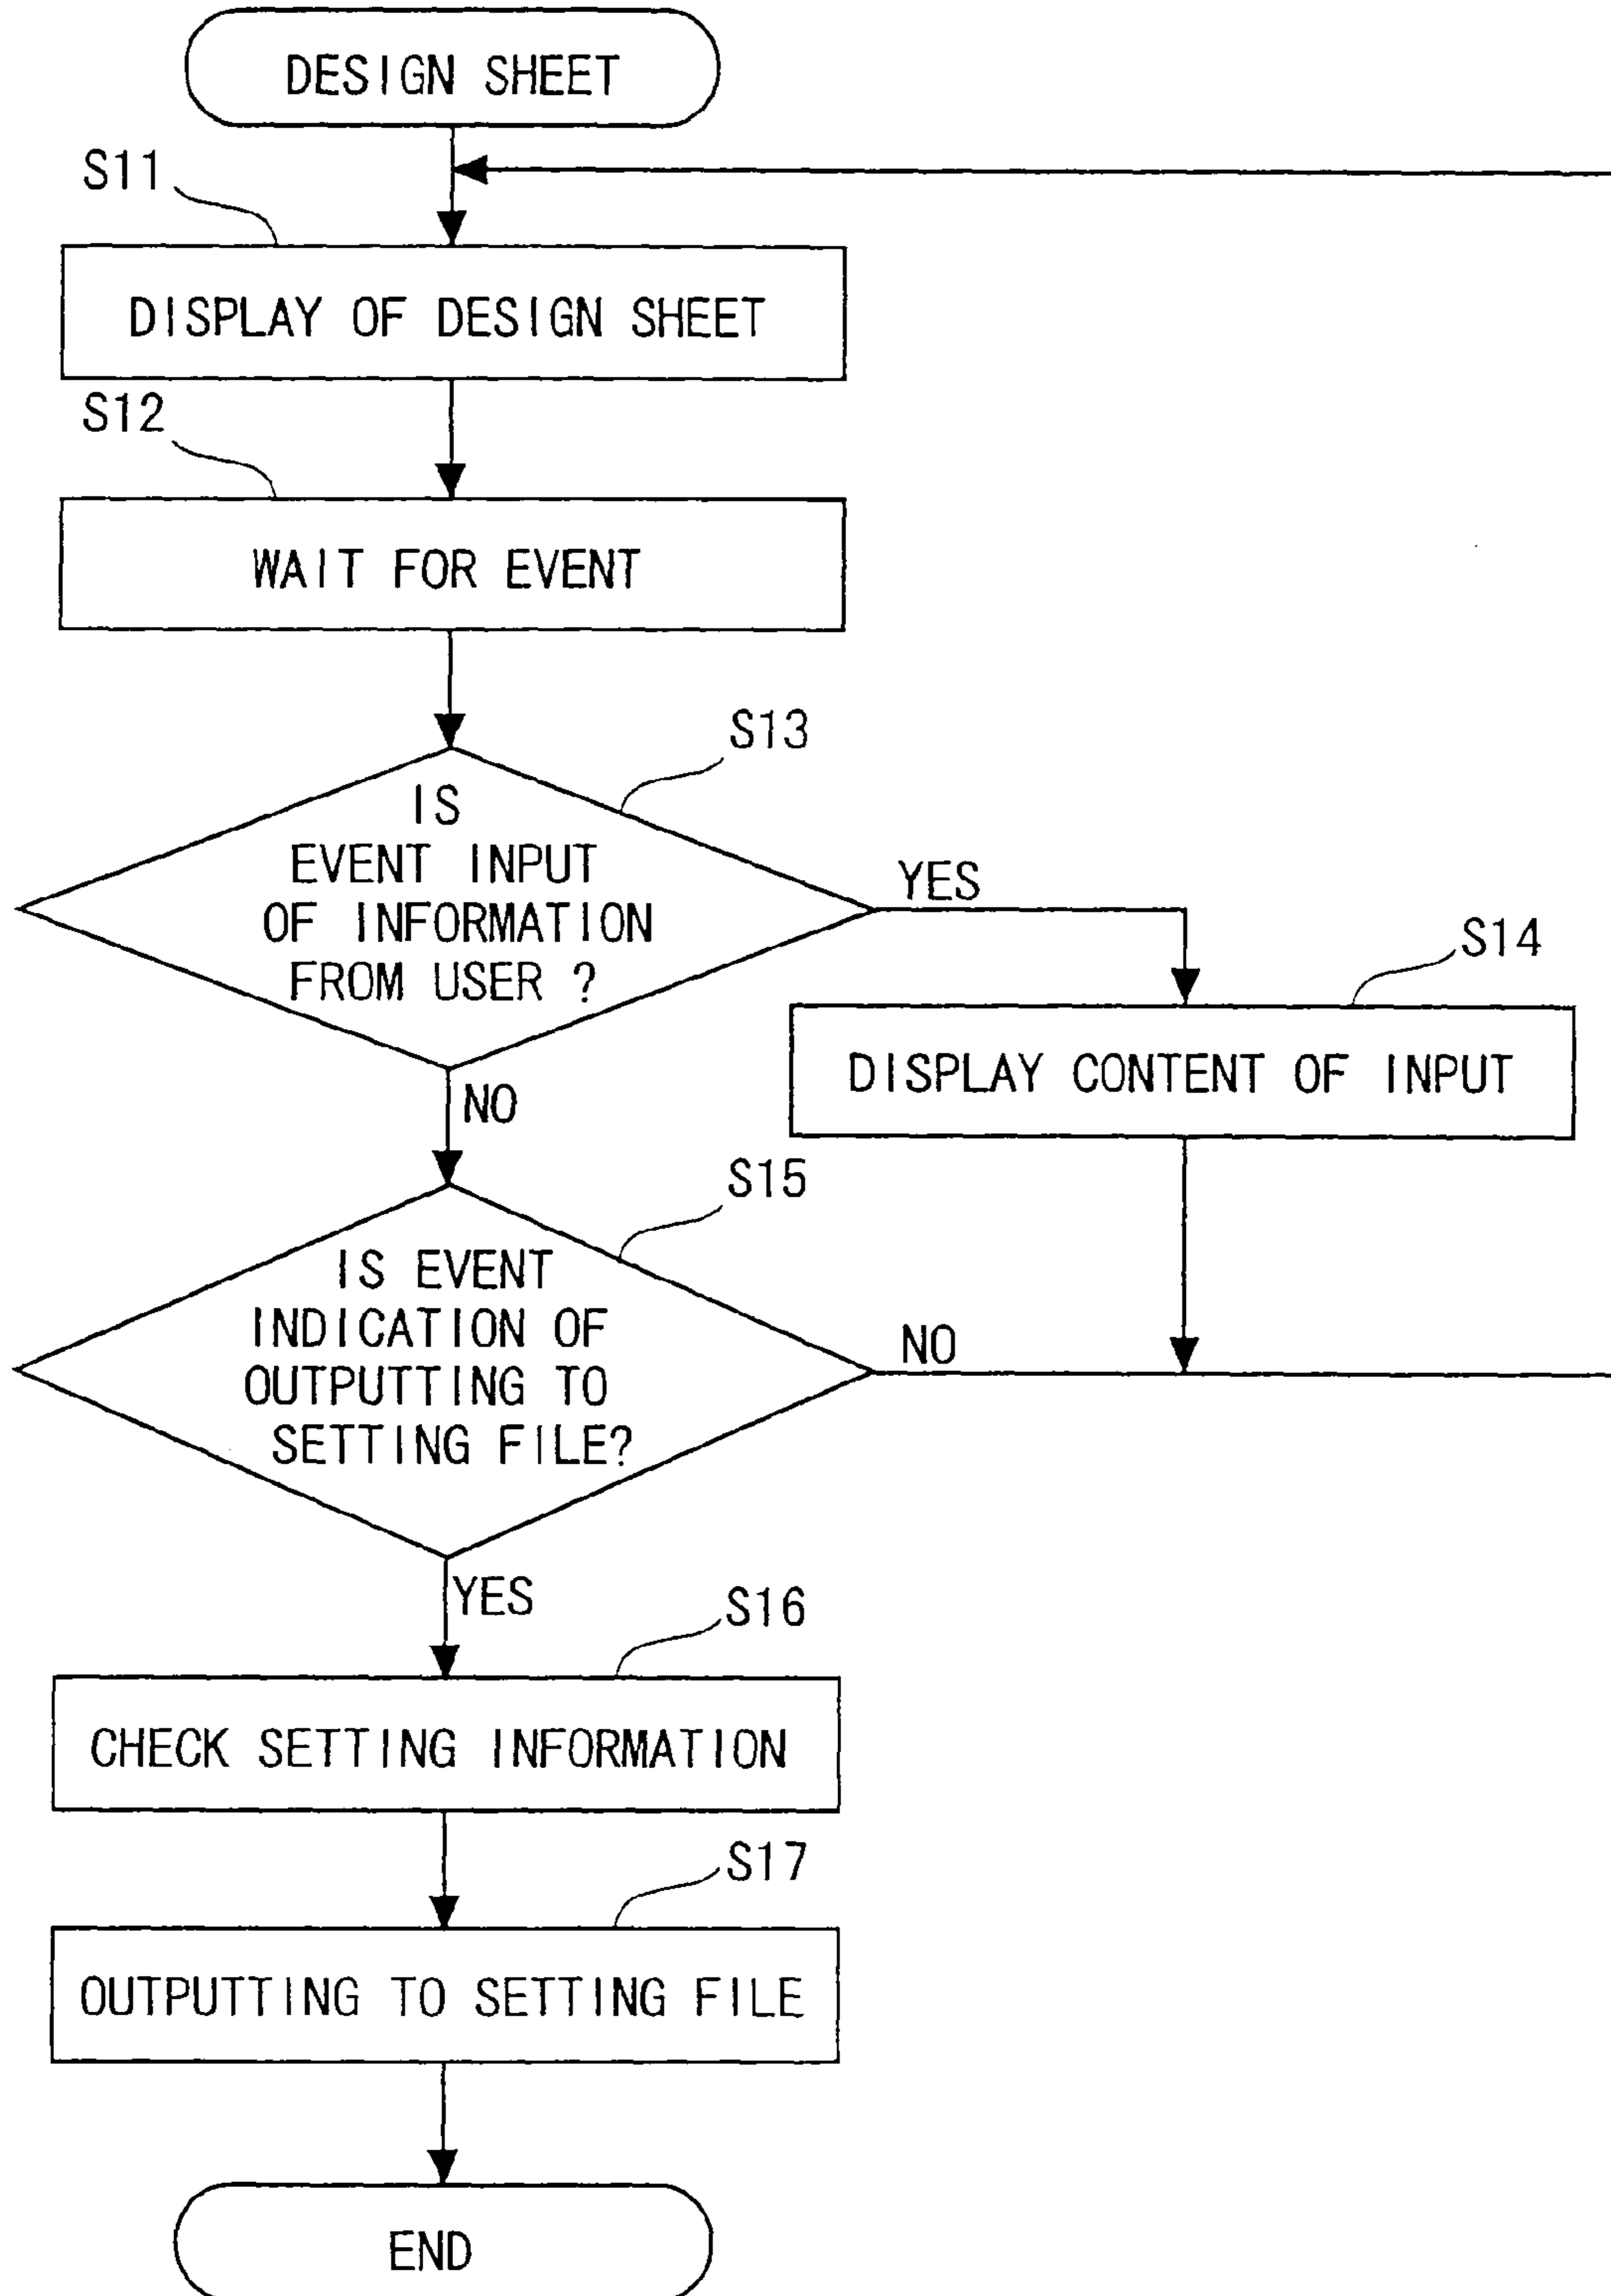 DESIGN SHEET
S11
DISPLAY OF DESIGN SHEET
S12
WAIT FOR EVENT
S13
IS
EVENT INPUT
OF INFORMATION
FROM USER ?
YES
S14
DISPLAY CONTENT OF INPUT
NO
S15
IS EVENT
INDICATION OF
OUTPUTTING TO
SETTING FILE?
NO
YES
S16
CHECK SETTING INFORMATION
S17
OUTPUTTING TO SETTING FILE
END